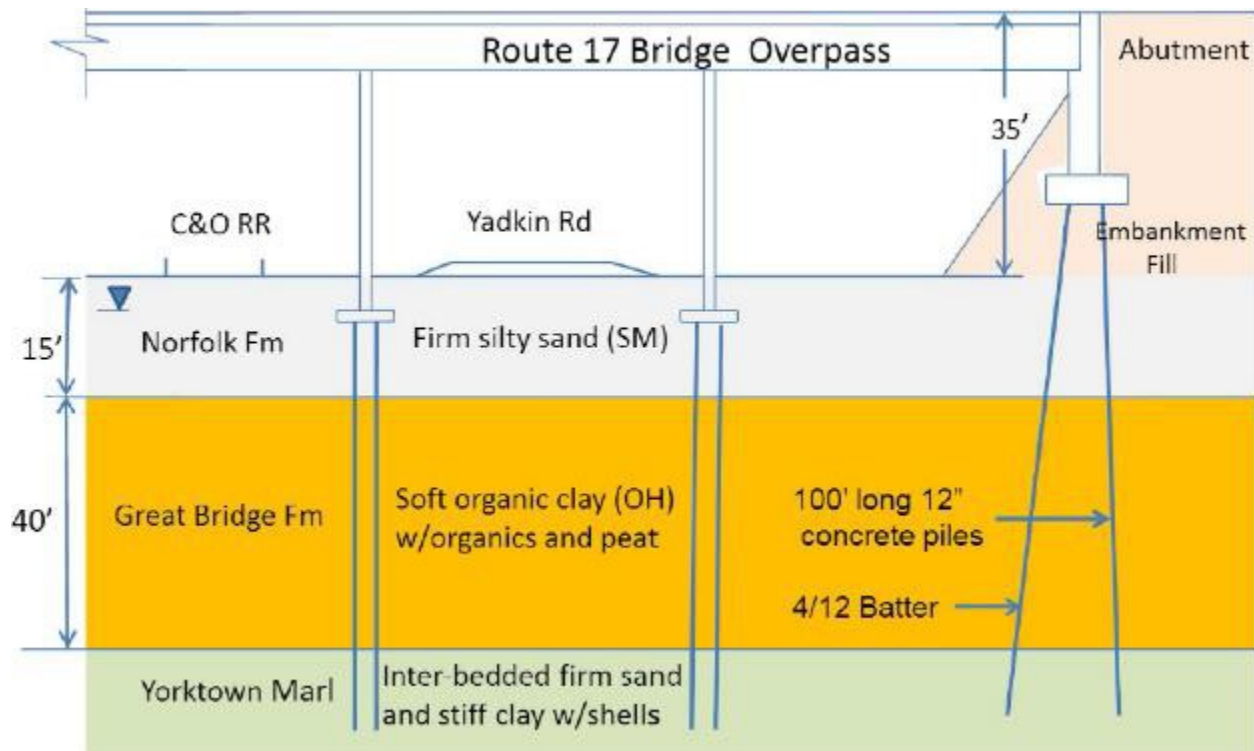 Route 17 Bridge Overpass
Abutment
35’
C&O RR
Yadkin Rd
Embankment
Fill
15’
Norfolk Fm
Firm silty sand (SM)
40’
Great Bridge Fm
Soft organic clay (OH)
w/organics and peat
100' long 12"
concrete piles
4/12 Batter
Yorktown Marl
Inter-bedded firm sand
and stiff clay w/shells